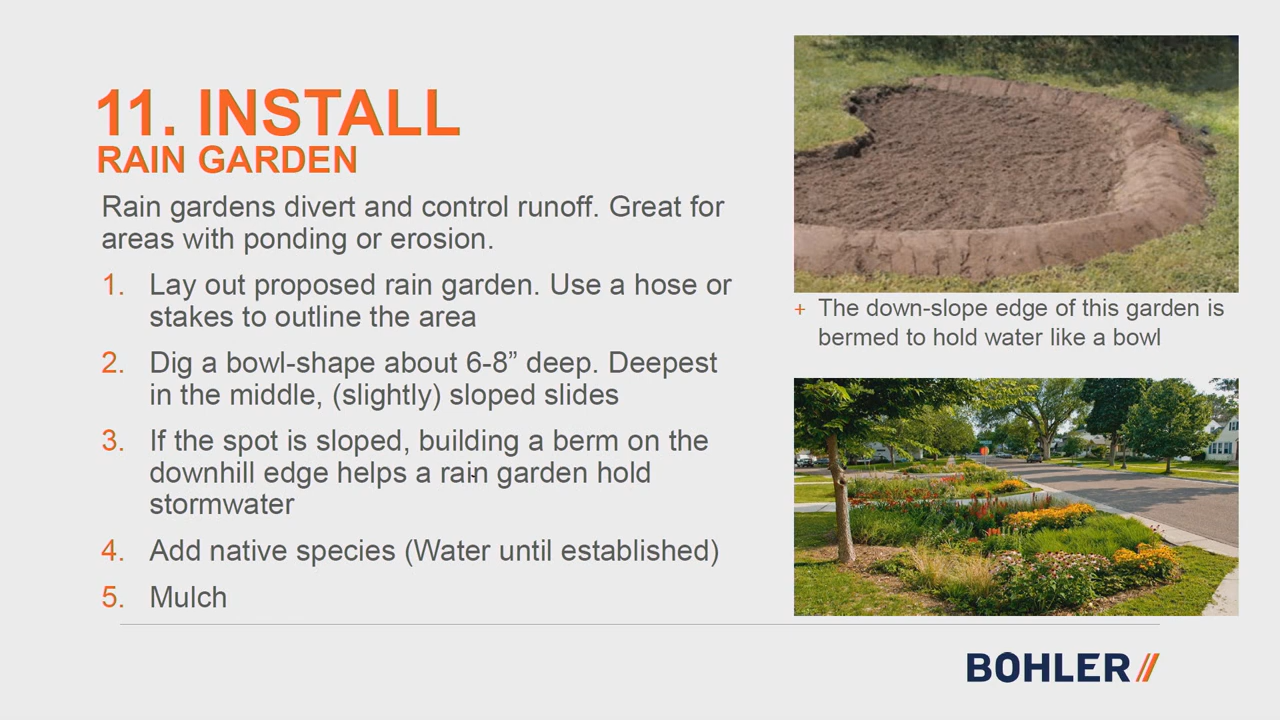 11. INSTALL
RAIN GARDEN
Rain gardens divert and control runoff. Great for
areas with ponding or erosion.
1. Lay out proposed rain garden. Use a hose or
stakes to outline the area
2. Dig a bowl-shape about 6-8” deep. Deepest
in the middle, (slightly) sloped slides
3. If the spot is sloped, building a berm on the
downhill edge helps a rain garden hold
stormwater
4. Add native species (Water until established)
5. Mulch
+ The down-slope edge of this garden is
bermed to hold water like a bowl
BOHLER//